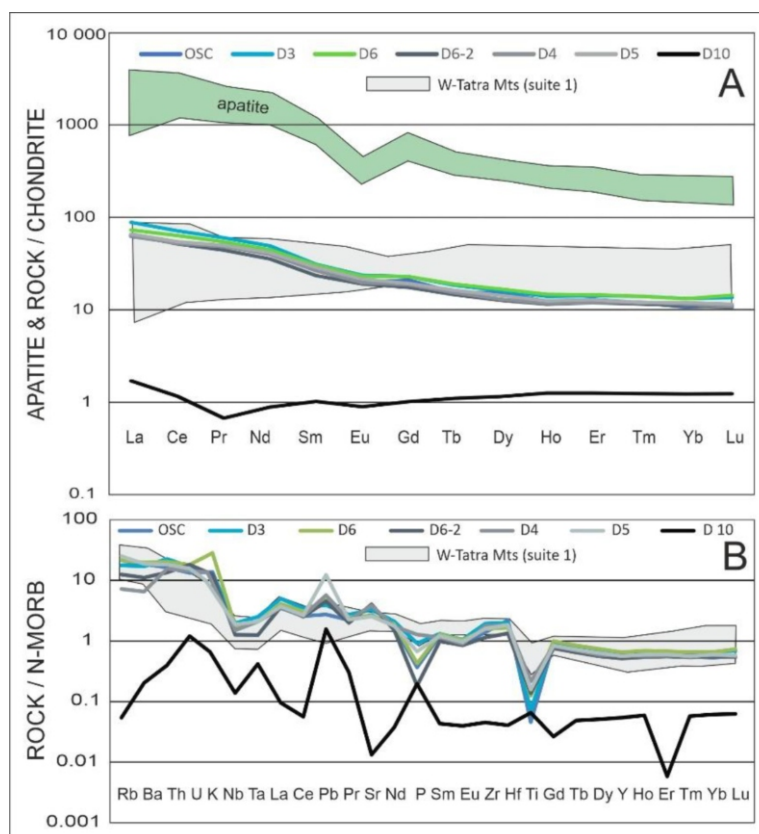 10 000
OSC D3 D6 D6-2 D4 D5 D10
W-Tatra Mts (suite 1)
A
apatite
1000
100
10
1
La Ce Pr Nd Sm Eu Gd Tb Dy Ho Er Tm Yb Lu
0.1
APATITE & ROCK / CHONDRITE
100
OSC D3 D6 D6-2 D4 D5 D 10
W-Tatra Mts (suite 1)
B
10
1
0.1
0.01
0.001
Rb Ba Th U K Nb Ta La Ce Pb Pr Sr Nd P Sm Eu Zr Hf Ti Gd Tb Dy Y Ho Er Tm Yb Lu
ROCK / N-MORB